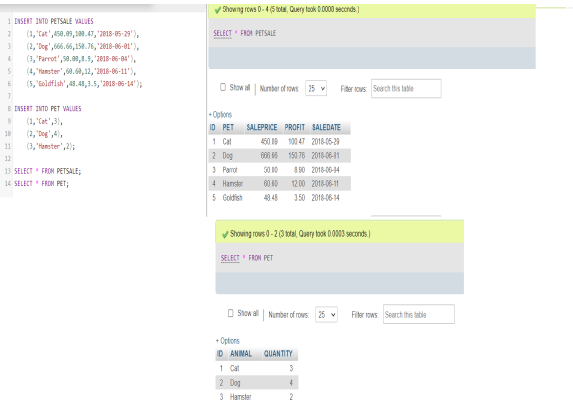 1 INSERT INTO PETSALE VALUES
2 (1,'Cat',450.09,100.47,'2018-05-29'),
3 (2,'Dog',666.66,150.76,'2018-06-01'),
4 (3,'Parrot',50.00,8.9,'2018-06-04'),
5 (4,'Hamster',60.60,12,'2018-06-11'),
6 (5,'Goldfish',48.48,3.5,'2018-06-14');
7
8 INSERT INTO PET VALUES
9 (1,'Cat',3),
10 (2,'Dog',4),
11 (3,'Hamster',2);
12
13 SELECT * FROM PETSALE;
14 SELECT * FROM PET;
Showing rows 0 - 4 (5 total, Query took 0.0008 seconds.)
SELECT * FROM PETSALE
Show all | Number of rows: 25 Filter rows: Search this table
+ Options
ID PET SALEPRICE PROFIT SALEDATE
1 Cat 450.09 100.47 2018-05-29
2 Dog 666.66 150.76 2018-06-01
3 Parrot 50.00 8.90 2018-06-04
4 Hamster 60.60 12.00 2018-06-11
5 Goldfish 48.48 3.50 2018-06-14
Showing rows 0 - 2 (3 total, Query took 0.0003 seconds.)
SELECT * FROM PET
Show all | Number of rows: 25 Filter rows: Search this table
+ Options
ID ANIMAL QUANTITY
1 Cat 3
2 Dog 4
3 Hamster 2